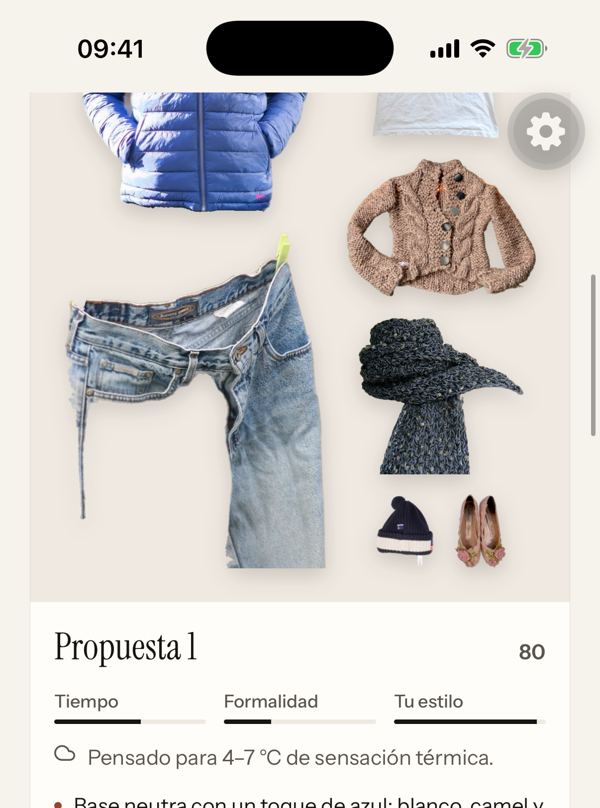 09:41
Propuesta 1
80
Tiempo
Formalidad
Tu estilo
Pensado para 4–7 °C de sensación térmica.
Base neutra con un toque de azul: blanco, camel y